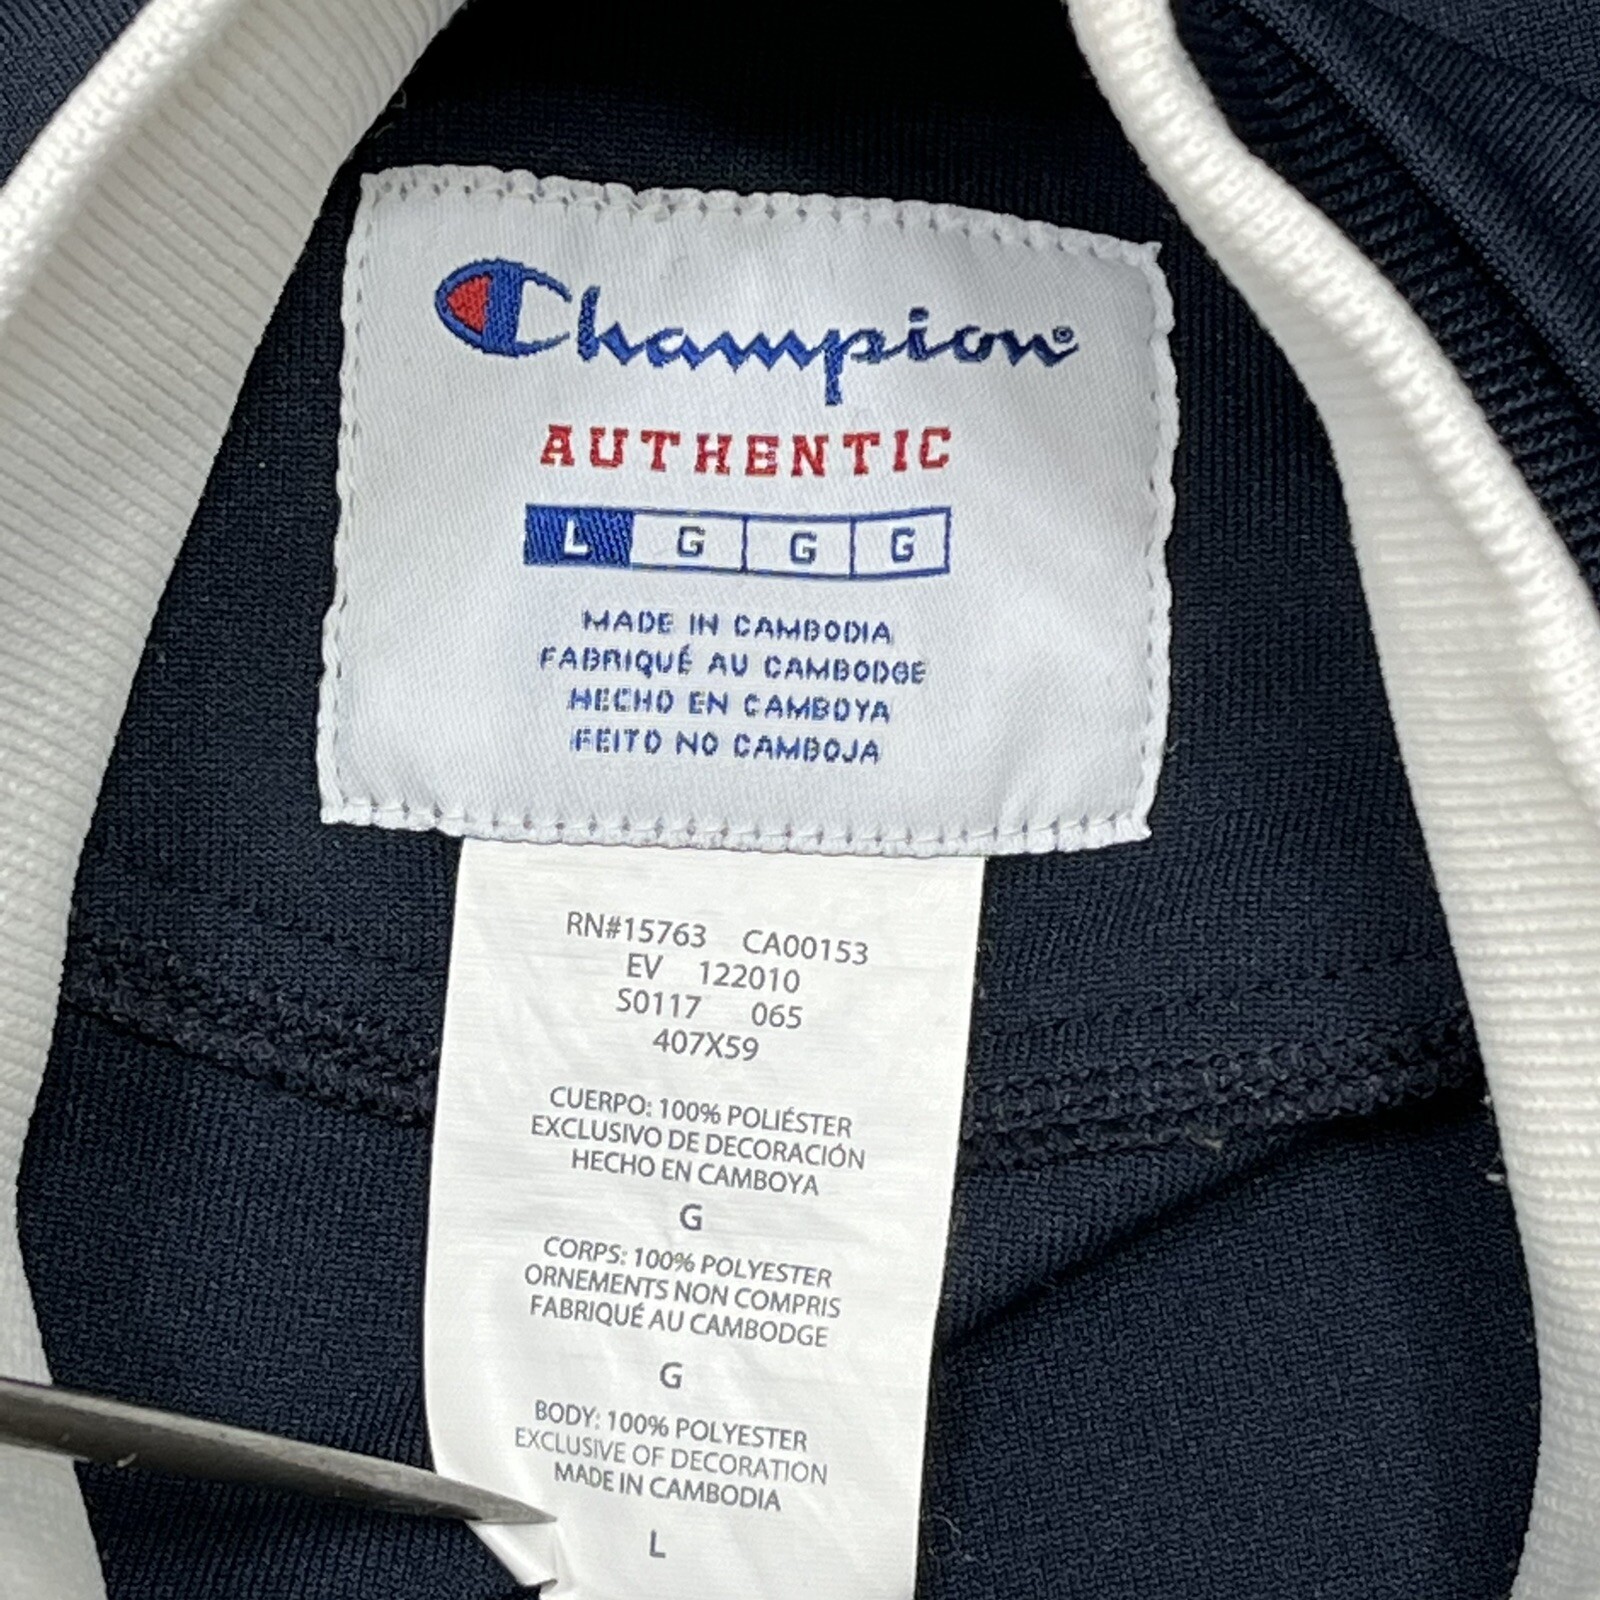 Champion®
AUTHENTIC
L G G G
MADE IN CAMBODIA
FABRIQUÉ AU CAMBODGE
HECHO EN CAMBOYA
FEITO NO CAMBOJA
RN#15763 CA00153
EV 122010
S0117 065
407X59
CUERPO: 100% POLIÉSTER
EXCLUSIVO DE DECORACIÓN
HECHO EN CAMBOYA
G
CORPS: 100% POLYESTER
ORNEMENTS NON COMPRIS
FABRIQUÉ AU CAMBODGE
G
BODY: 100% POLYESTER
EXCLUSIVE OF DECORATION
MADE IN CAMBODIA
L